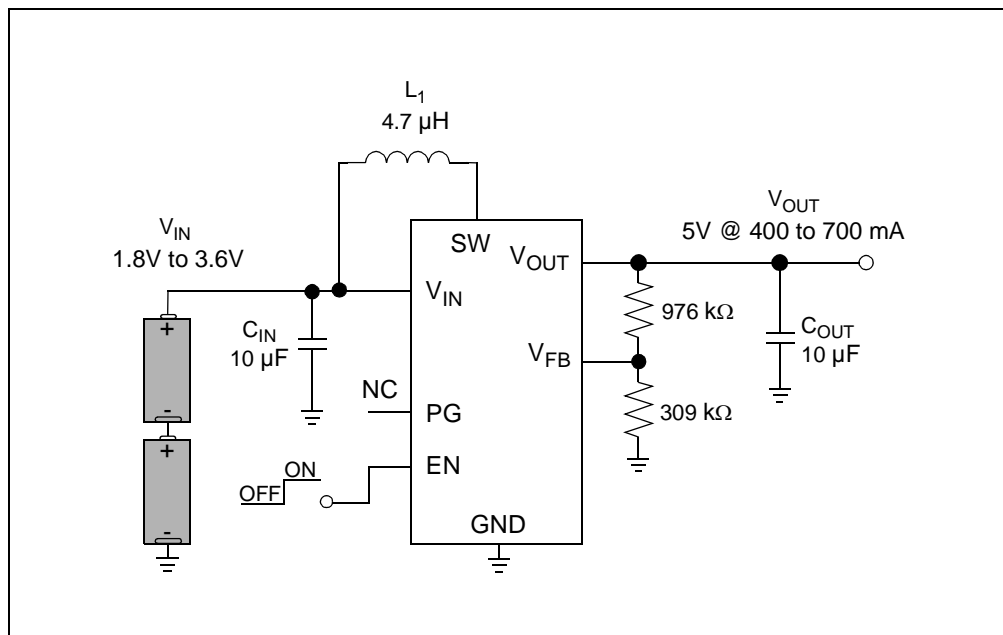 L1
4.7 µH
VIN
1.8V to 3.6V
VOUT
5V @ 400 to 700 mA
SW
VOUT
VIN
976 kΩ
CIN
10 µF
COUT
10 µF
VFB
NC
PG
309 kΩ
ON
OFF
EN
GND
+
-
+
-